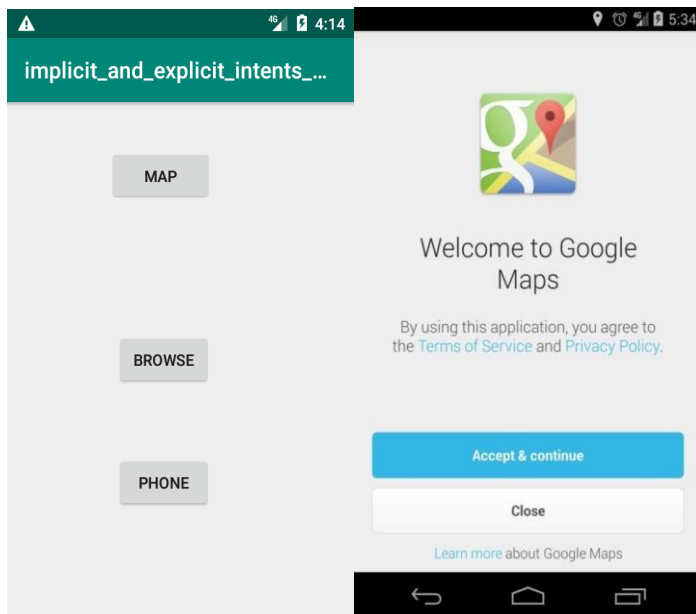 4G 4:14
implicit_and_explicit_intents_...
MAP
BROWSE
PHONE
4G 5:34
g
Welcome to Google
Maps
By using this application, you agree to
the Terms of Service and Privacy Policy.
Accept & continue
Close
Learn more about Google Maps